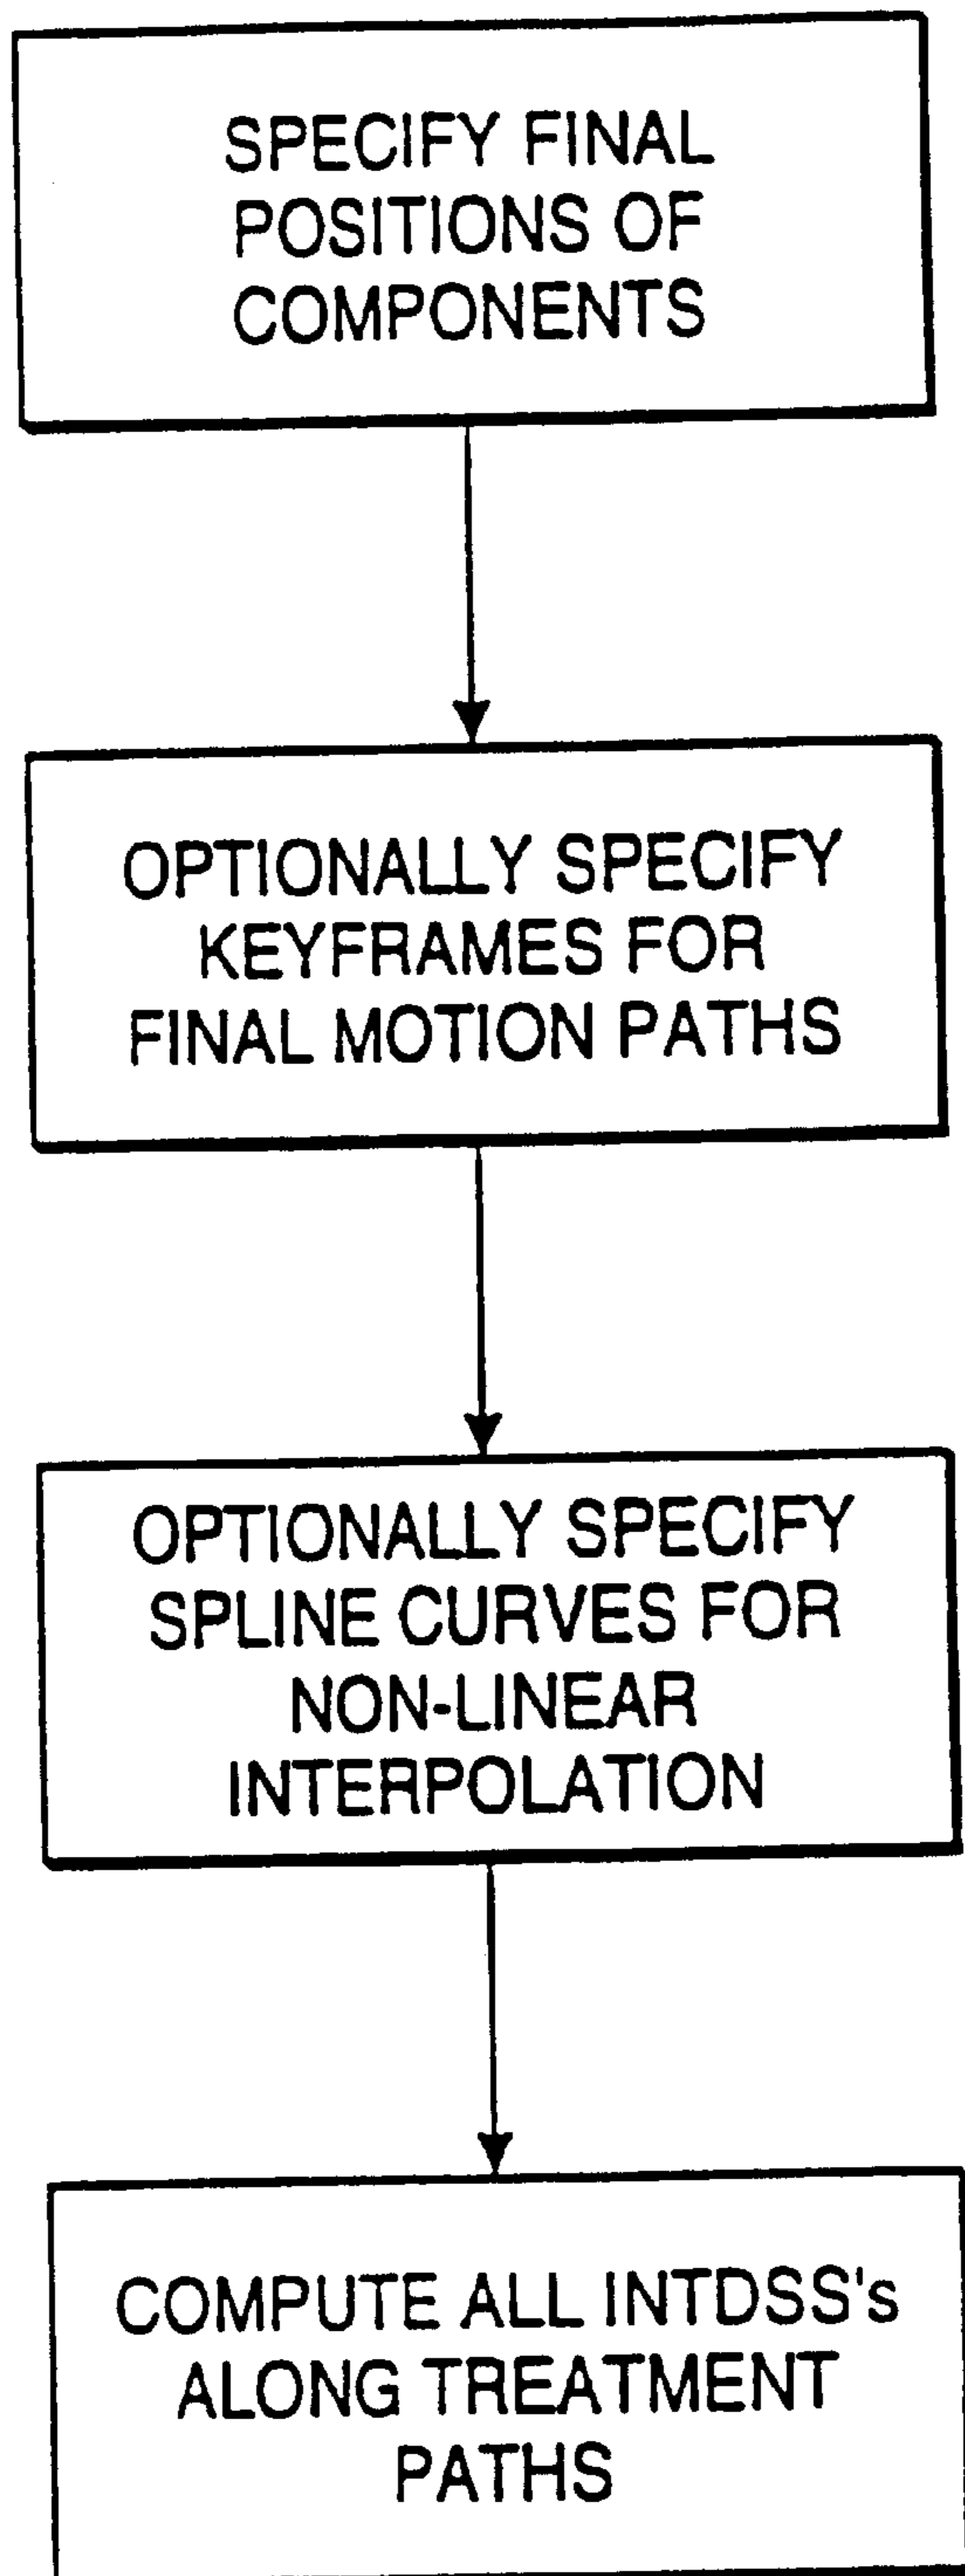 SPECIFY FINAL
POSITIONS OF
COMPONENTS
OPTIONALLY SPECIFY
KEYFRAMES FOR
FINAL MOTION PATHS
OPTIONALLY SPECIFY
SPLINE CURVES FOR
NON-LINEAR
INTERPOLATION
COMPUTE ALL INTDSS's
ALONG TREATMENT
PATHS